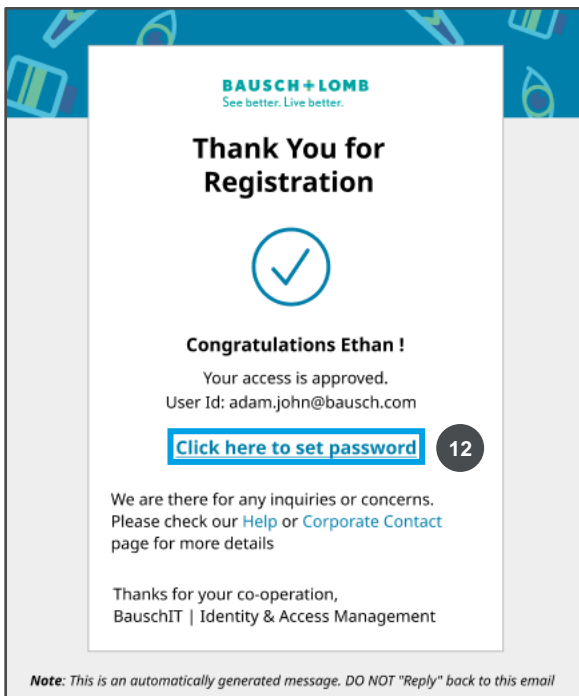 BAUSCH + LOMB
See better. Live better.
Thank You for
Registration
Congratulations Ethan !
Your access is approved.
User Id: adam.john@bausch.com
Click here to set password
12
We are there for any inquiries or concerns.
Please check our Help or Corporate Contact
page for more details
Thanks for your co-operation,
BauschIT | Identity & Access Management
Note: This is an automatically generated message. DO NOT "Reply" back to this email